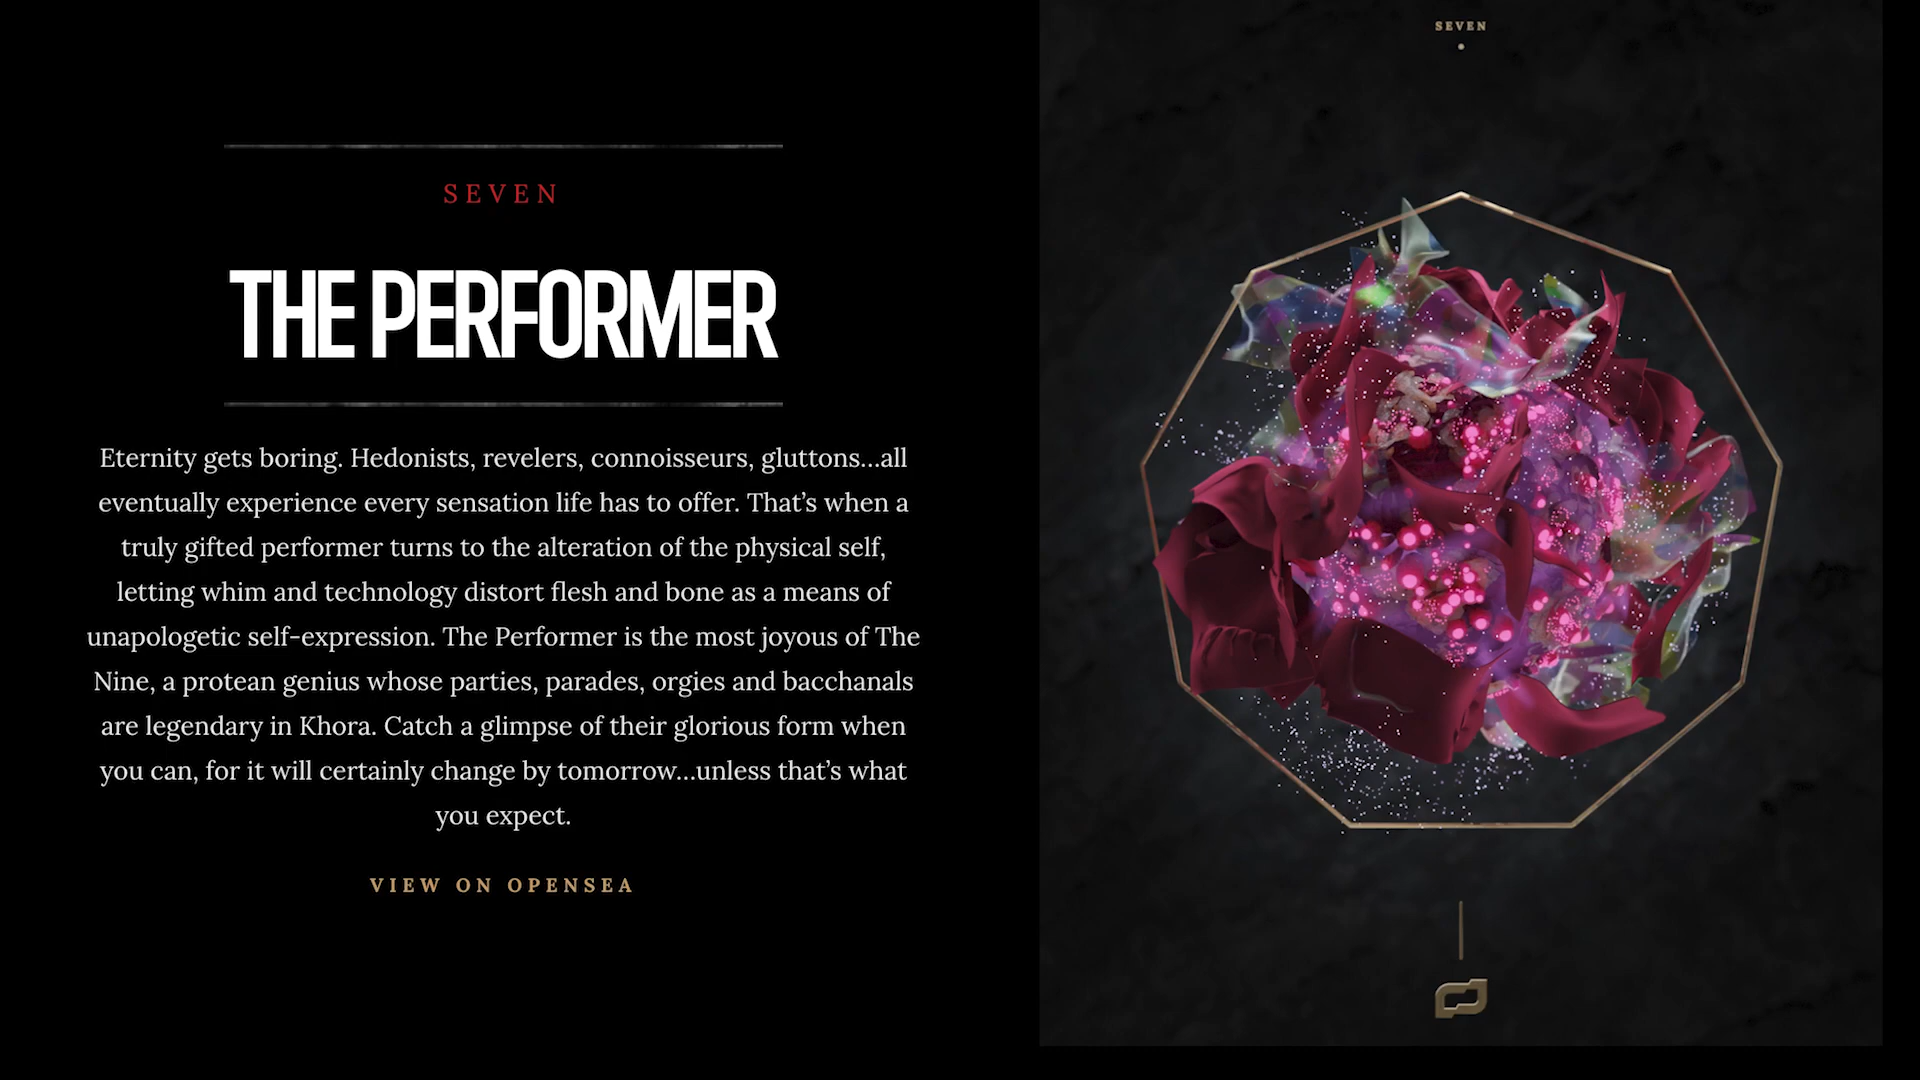 SEVEN
THE PERFORMER
Eternity gets boring. Hedonists, revelers, connoisseurs, gluttons…all
eventually experience every sensation life has to offer. That’s when a
truly gifted performer turns to the alteration of the physical self,
letting whim and technology distort flesh and bone as a means of
unapologetic self-expression. The Performer is the most joyous of The
Nine, a protean genius whose parties, parades, orgies and bacchanals
are legendary in Khora. Catch a glimpse of their glorious form when
you can, for it will certainly change by tomorrow…unless that’s what
you expect.
VIEW ON OPENSEA
SEVEN